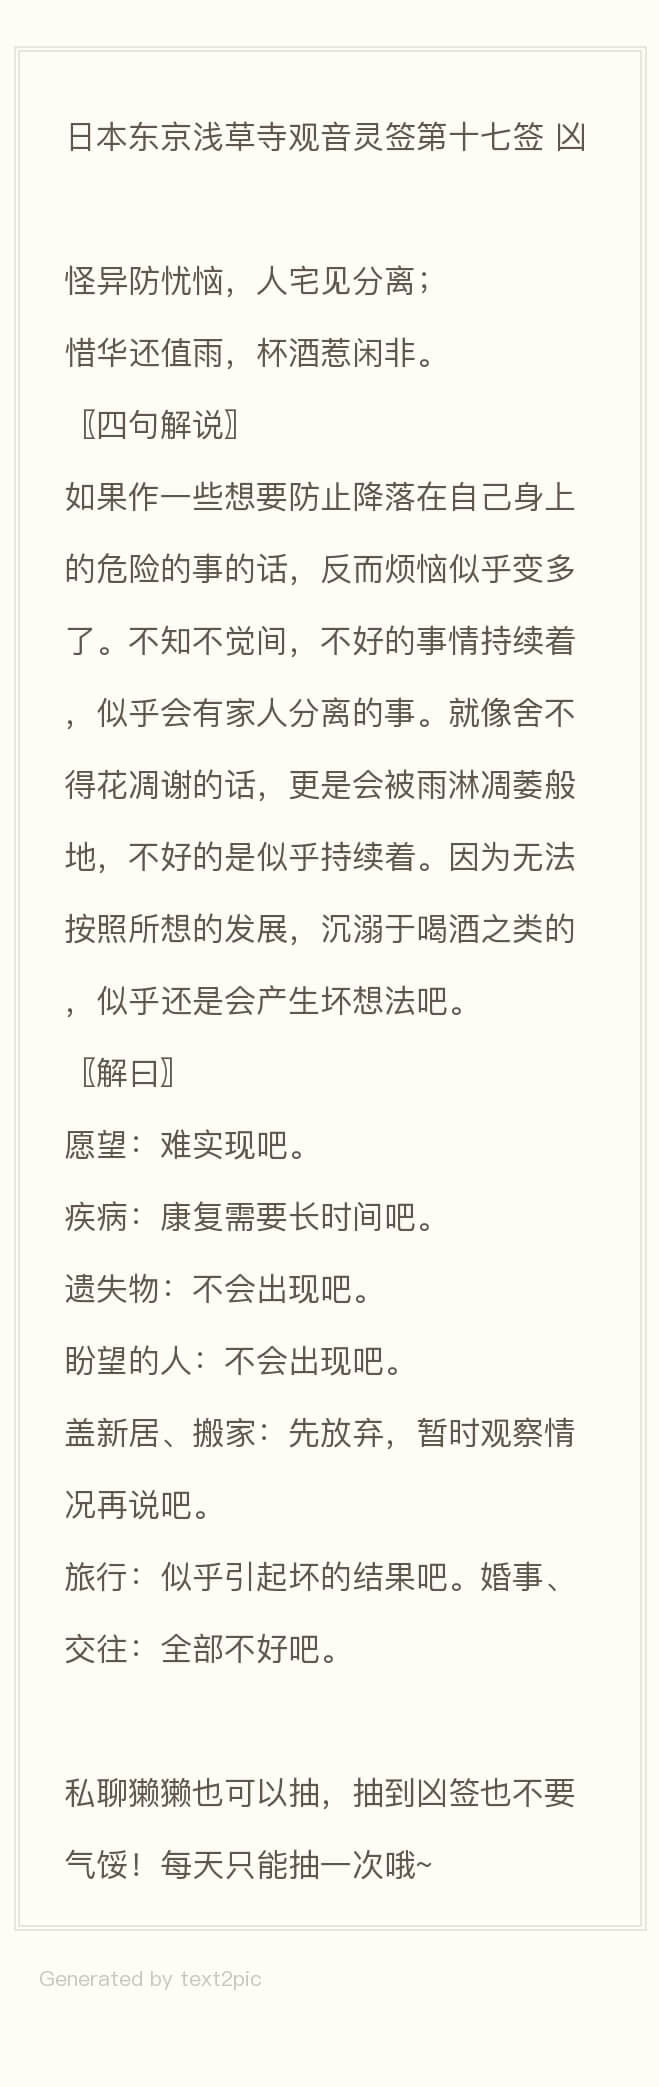 日本东京浅草寺观音灵签第十七签 凶
怪异防忧恼，人宅见分离；
惜华还值雨，杯酒惹闲非。
〖四句解说〗
如果作一些想要防止降落在自己身上
的危险的事的话，反而烦恼似乎变多
了。不知不觉间，不好的事情持续着
，似乎会有家人分离的事。就像舍不
得花凋谢的话，更是会被雨淋凋萎般
地，不好的是似乎持续着。因为无法
按照所想的发展，沉溺于喝酒之类的
，似乎还是会产生坏想法吧。
〖解曰〗
愿望：难实现吧。
疾病：康复需要长时间吧。
遗失物：不会出现吧。
盼望的人：不会出现吧。
盖新居、搬家：先放弃，暂时观察情
况再说吧。
旅行：似乎引起坏的结果吧。婚事、
交往：全部不好吧。
私聊獭獭也可以抽，抽到凶签也不要
气馁！每天只能抽一次哦~
Generated by text2pic